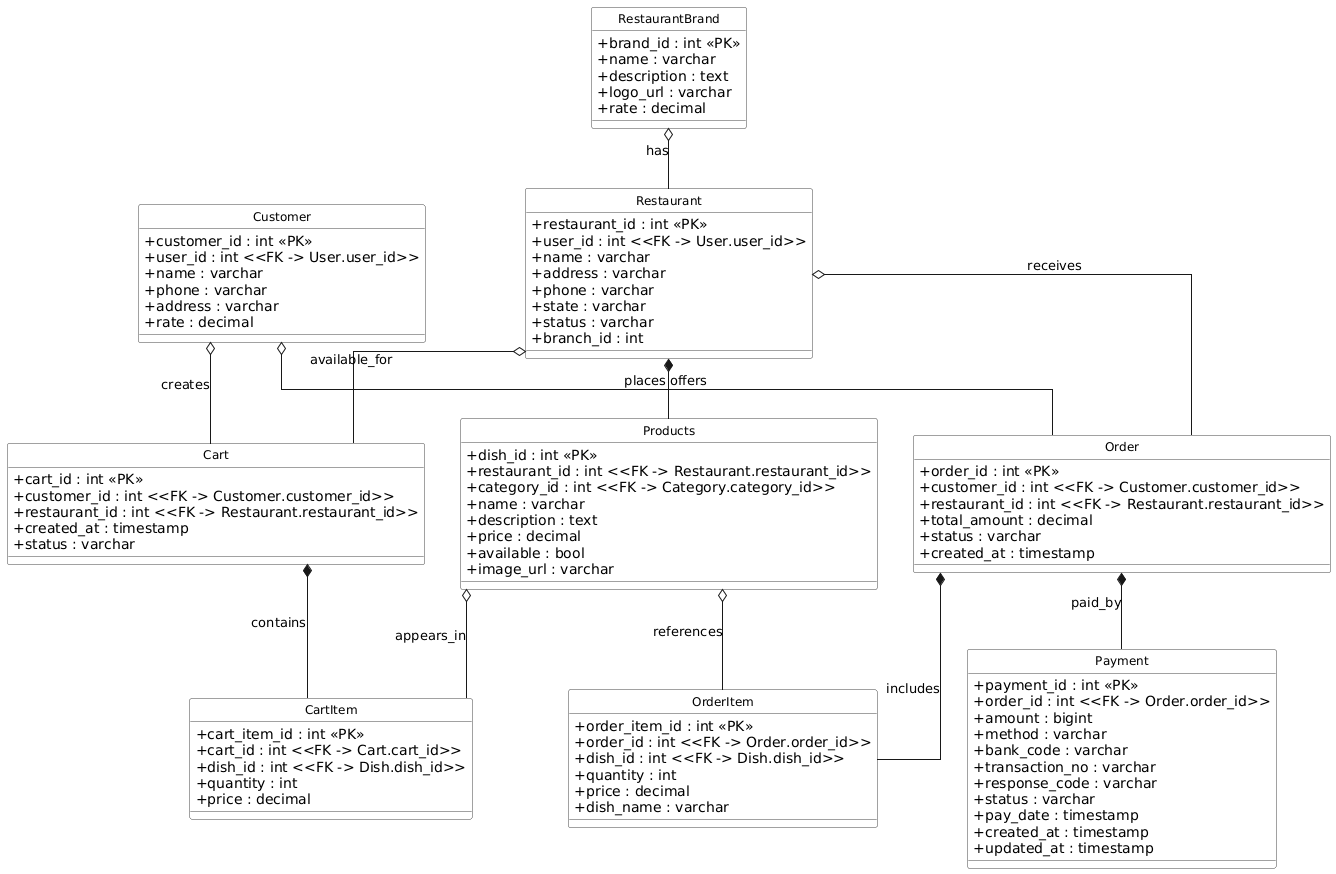 RestaurantBrand
+brand_id : int «PK»
+name : varchar
+description : text
+logo_url : varchar
+rate : decimal
has
Customer
+customer_id : int «PK»
+user_id : int <<FK -> User.user_id>>
+name : varchar
+phone : varchar
+address : varchar
+rate : decimal
Restaurant
+restaurant_id : int «PK»
+user_id : int <<FK -> User.user_id>>
+name : varchar
+address : varchar
+phone : varchar
+state : varchar
+status : varchar
+branch_id : int
receives
available_for
creates
places
offers
Cart
+cart_id : int «PK»
+customer_id : int <<FK -> Customer.customer_id>>
+restaurant_id : int <<FK -> Restaurant.restaurant_id>>
+created_at : timestamp
+status : varchar
Products
+dish_id : int «PK»
+restaurant_id : int <<FK -> Restaurant.restaurant_id>>
+category_id : int <<FK -> Category.category_id>>
+name : varchar
+description : text
+price : decimal
+available : bool
+image_url : varchar
Order
+order_id : int «PK»
+customer_id : int <<FK -> Customer.customer_id>>
+restaurant_id : int <<FK -> Restaurant.restaurant_id>>
+total_amount : decimal
+status : varchar
+created_at : timestamp
contains
appears_in
references
paid_by
includes
CartItem
+cart_item_id : int «PK»
+cart_id : int <<FK -> Cart.cart_id>>
+dish_id : int <<FK -> Dish.dish_id>>
+quantity : int
+price : decimal
OrderItem
+order_item_id : int «PK»
+order_id : int <<FK -> Order.order_id>>
+dish_id : int <<FK -> Dish.dish_id>>
+quantity : int
+price : decimal
+dish_name : varchar
Payment
+payment_id : int «PK»
+order_id : int <<FK -> Order.order_id>>
+amount : bigint
+method : varchar
+bank_code : varchar
+transaction_no : varchar
+response_code : varchar
+status : varchar
+pay_date : timestamp
+created_at : timestamp
+updated_at : timestamp